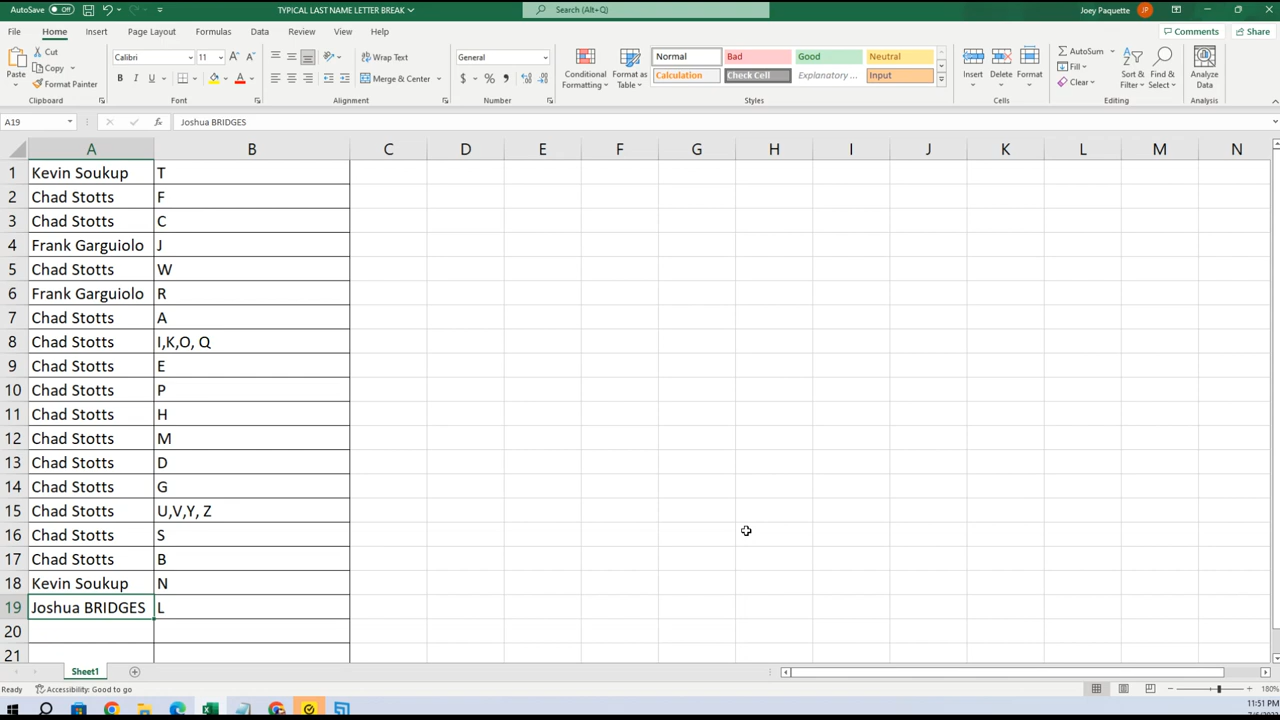 AutoSave Off TYPICAL LAST NAME LETTER BREAK Search (Alt+Q) Joey Paquette JP
File Home Insert Page Layout Formulas Data Review View Help Comments Share
Paste Cut Copy Format Painter Calibri 11 Wrap Text Merge & Center General Conditional Formatting Format as Table Normal Bad Good Neutral Calculation Check Cell Explanatory ... Input Insert Delete Format AutoSum Fill Clear Sort & Filter Find & Select Analyze Data
Clipboard Font Alignment Number Styles Cells Editing Analysis
A19 fx Joshua BRIDGES
A B C D E F G H I J K L M N
1 Kevin Soukup T
2 Chad Stotts F
3 Chad Stotts C
4 Frank Garguiolo J
5 Chad Stotts W
6 Frank Garguiolo R
7 Chad Stotts A
8 Chad Stotts I,K,O, Q
9 Chad Stotts E
10 Chad Stotts P
11 Chad Stotts H
12 Chad Stotts M
13 Chad Stotts D
14 Chad Stotts G
15 Chad Stotts U,V,Y, Z
16 Chad Stotts S
17 Chad Stotts B
18 Kevin Soukup N
19 Joshua BRIDGES L
20
21
Sheet1
Ready Accessibility: Good to go 180%
11:51 PM